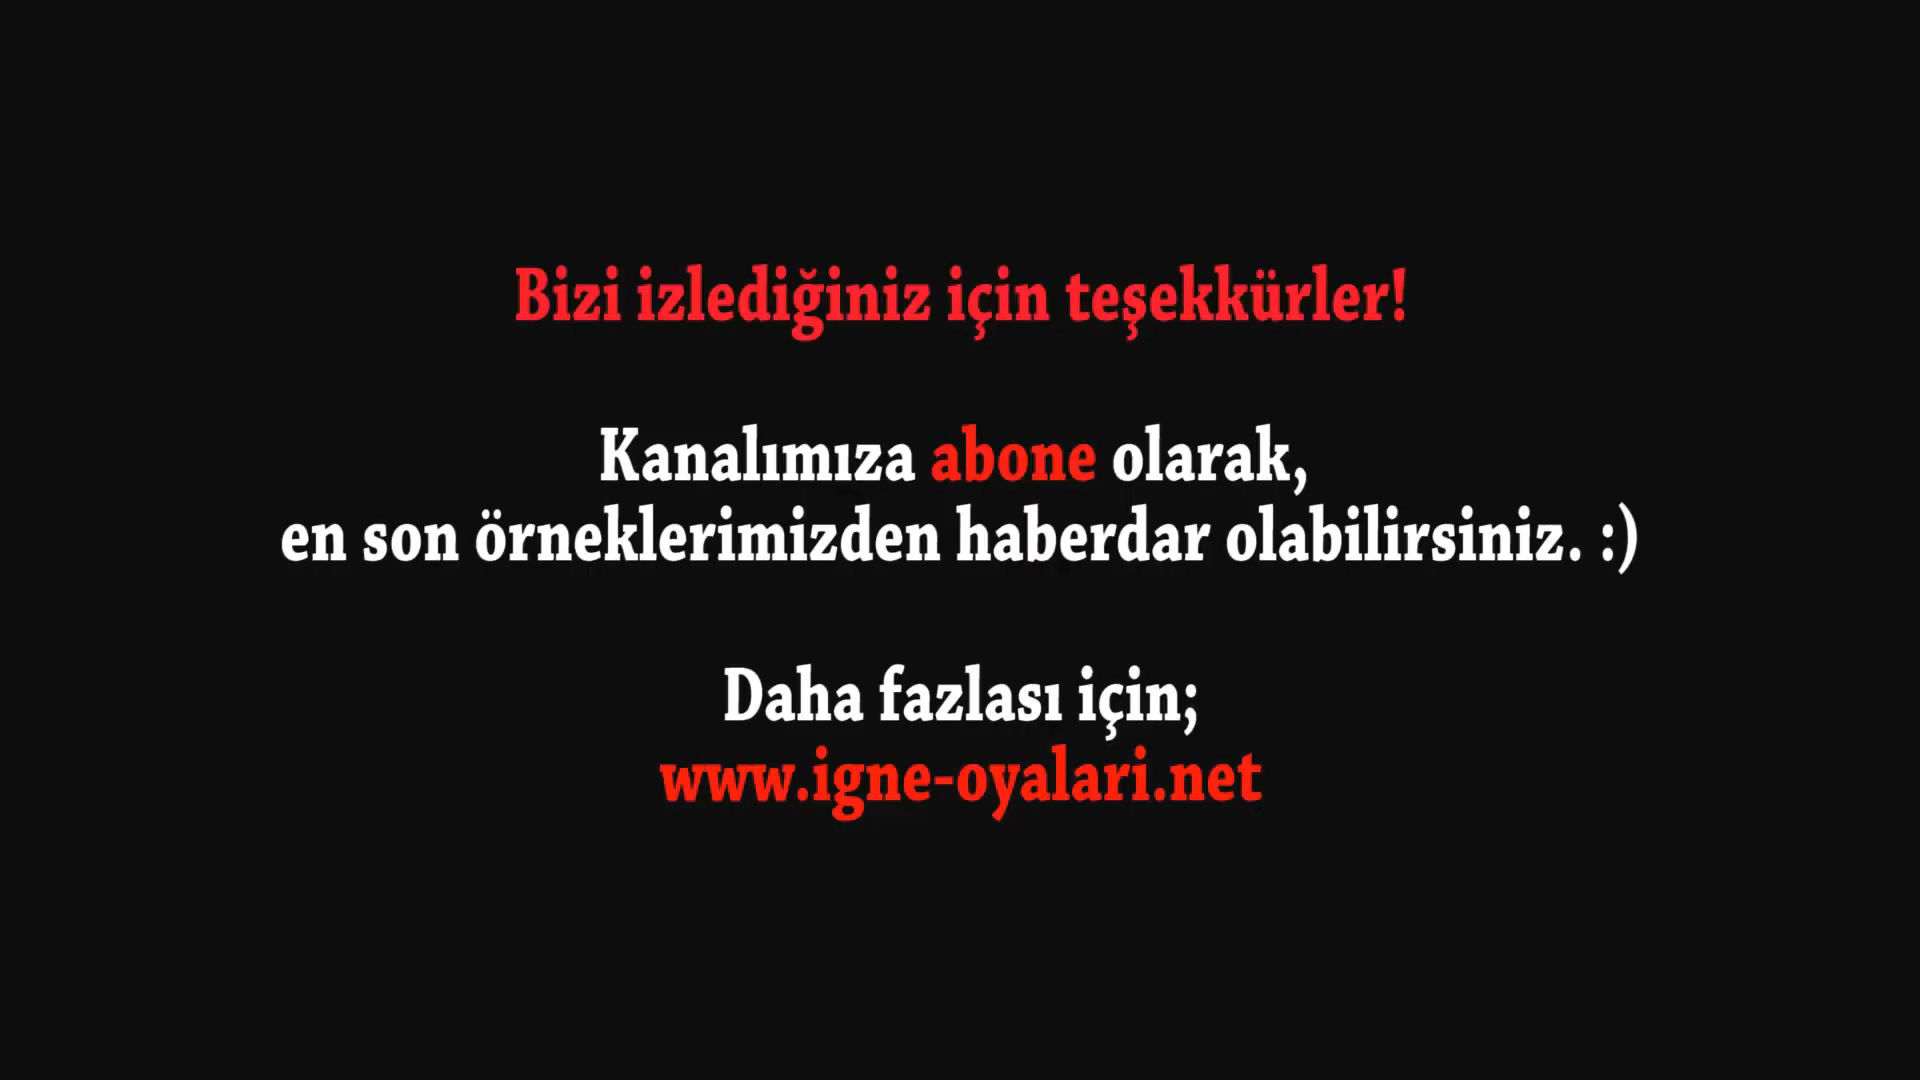 Bizi izlediğiniz için teşekkürler!
Kanalımıza abone olarak,
en son örneklerimizden haberdar olabilirsiniz. :)
Daha fazlası için;
www.igne-oyalari.net